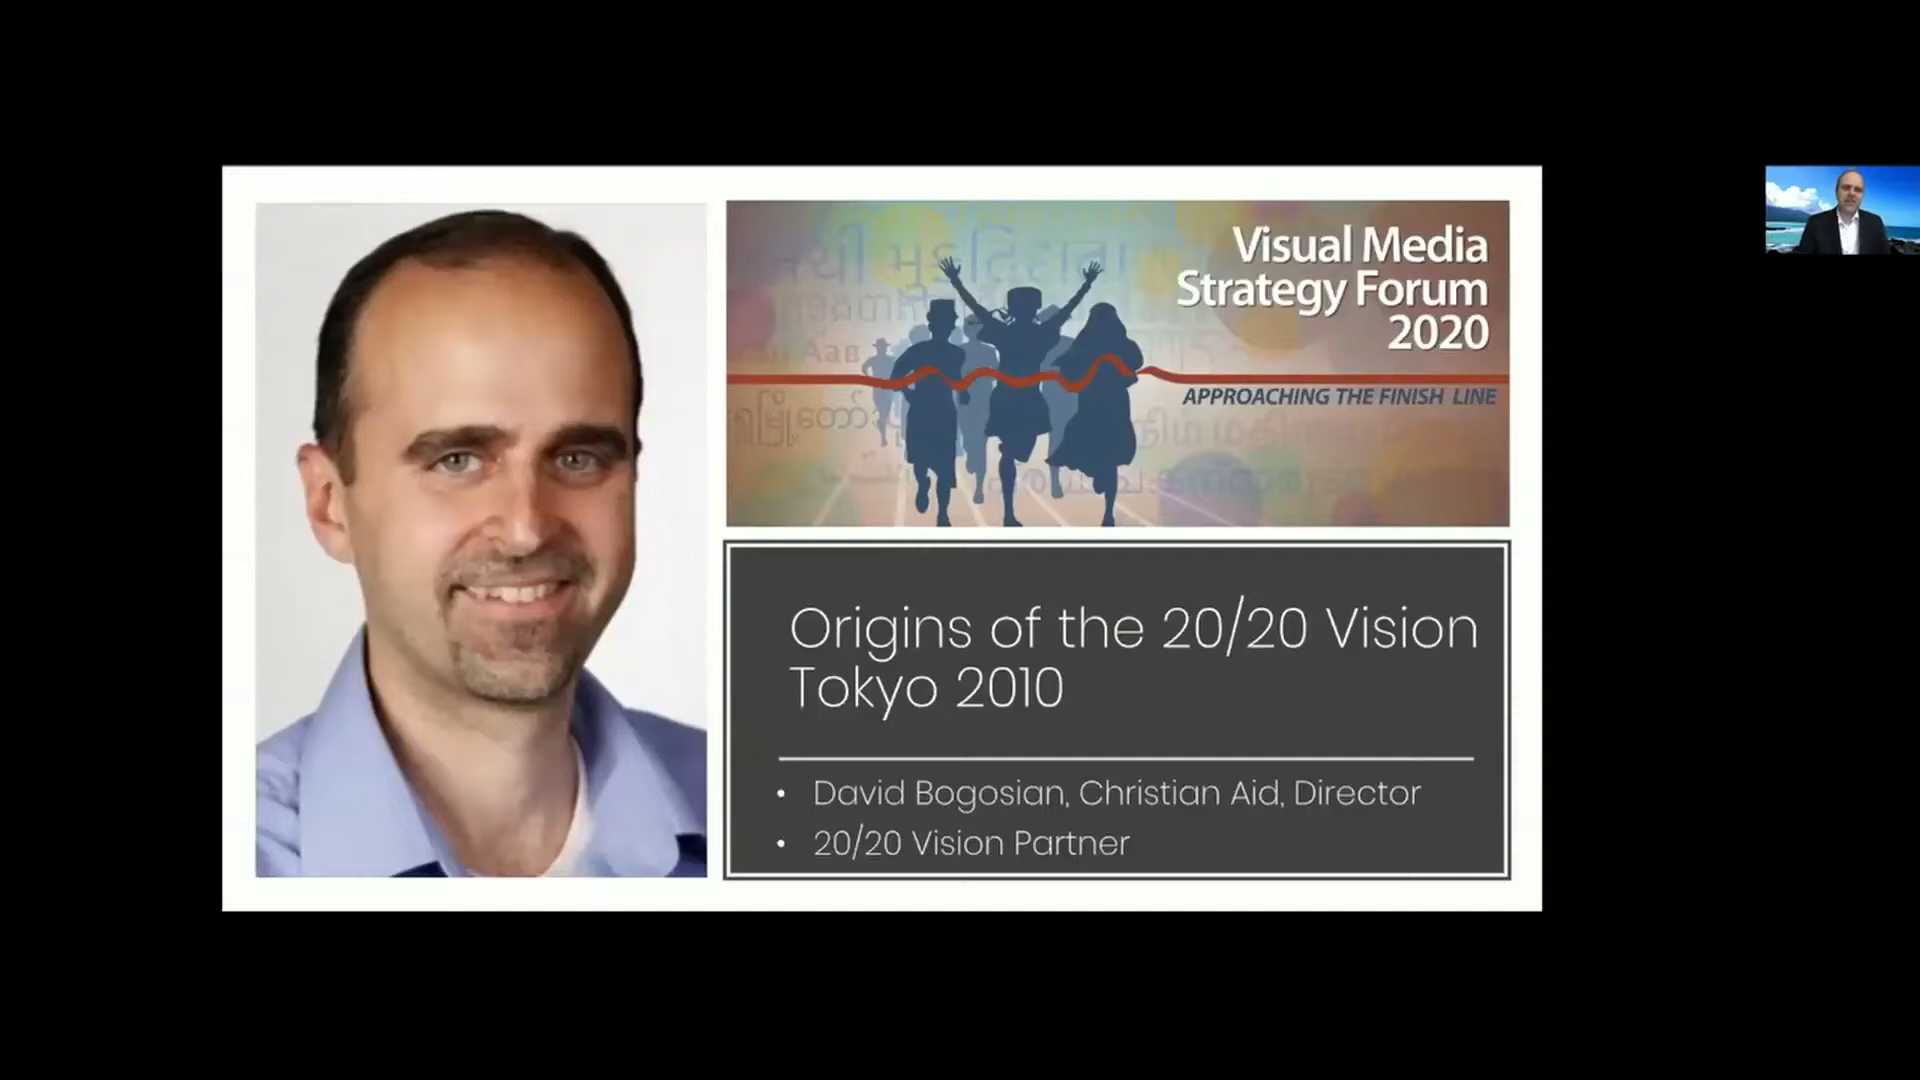 Visual Media
Strategy Forum
2020
APPROACHING THE FINISH LINE
Origins of the 20/20 Vision
Tokyo 2010
• David Bogosian, Christian Aid, Director
• 20/20 Vision Partner